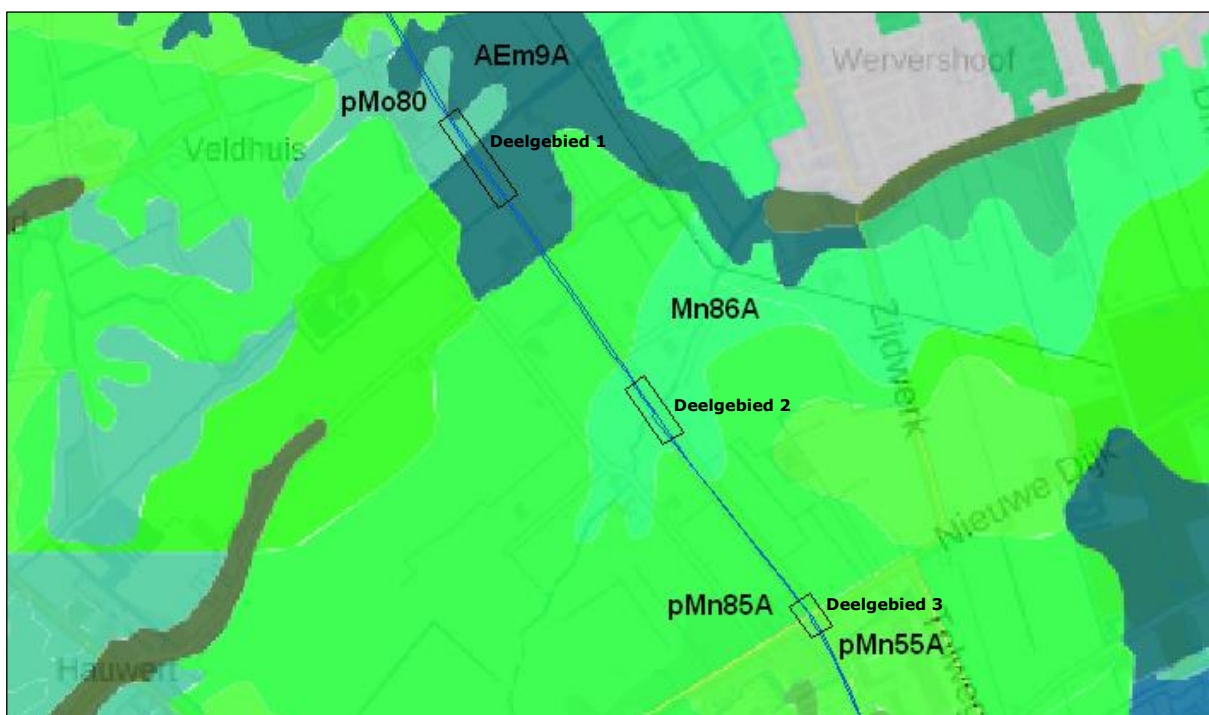 AEm9A
Wervershoof
pMo80
Deelgebied 1
Veldhuis
Mn86A
Zijdwerk
Deelgebied 2
Nieuwe Dijk
pMn85A
Deelgebied 3
pMn55A
Hauwert